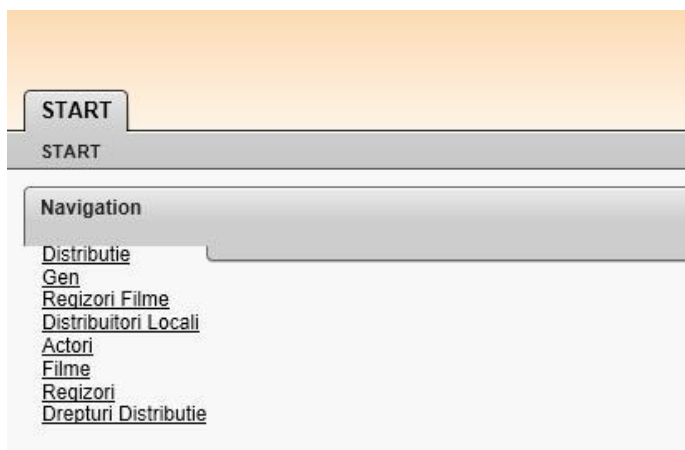 START
START
Navigation
Distributie
Gen
Regizori Filme
Distribuitori Locali
Actori
Filme
Regizori
Drepturi Distributie